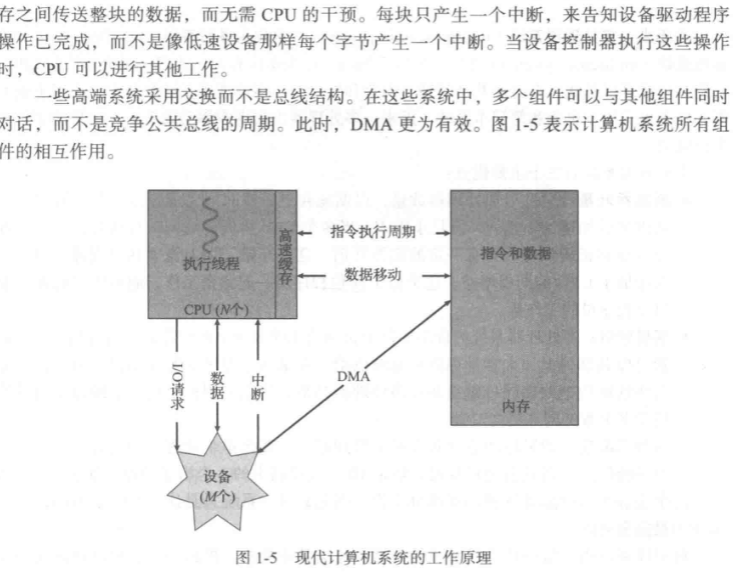 存之间传送整块的数据，而无需 CPU 的干预。每块只产生一个中断，来告知设备驱动程序
操作已完成，而不是像低速设备那样每个字节产生一个中断。当设备控制器执行这些操作
时，CPU 可以进行其他工作。
一些高端系统采用交换而不是总线结构。在这些系统中，多个组件可以与其他组件同时
对话，而不是竞争公共总线的周期。此时，DMA 更为有效。图 1-5 表示计算机系统所有组
件的相互作用。
执行线程
高速缓存
CPU (N个)
指令执行周期
数据移动
指令和数据
内存
I/O请求
数据
中断
DMA
设备
(M个)
图 1-5 现代计算机系统的工作原理